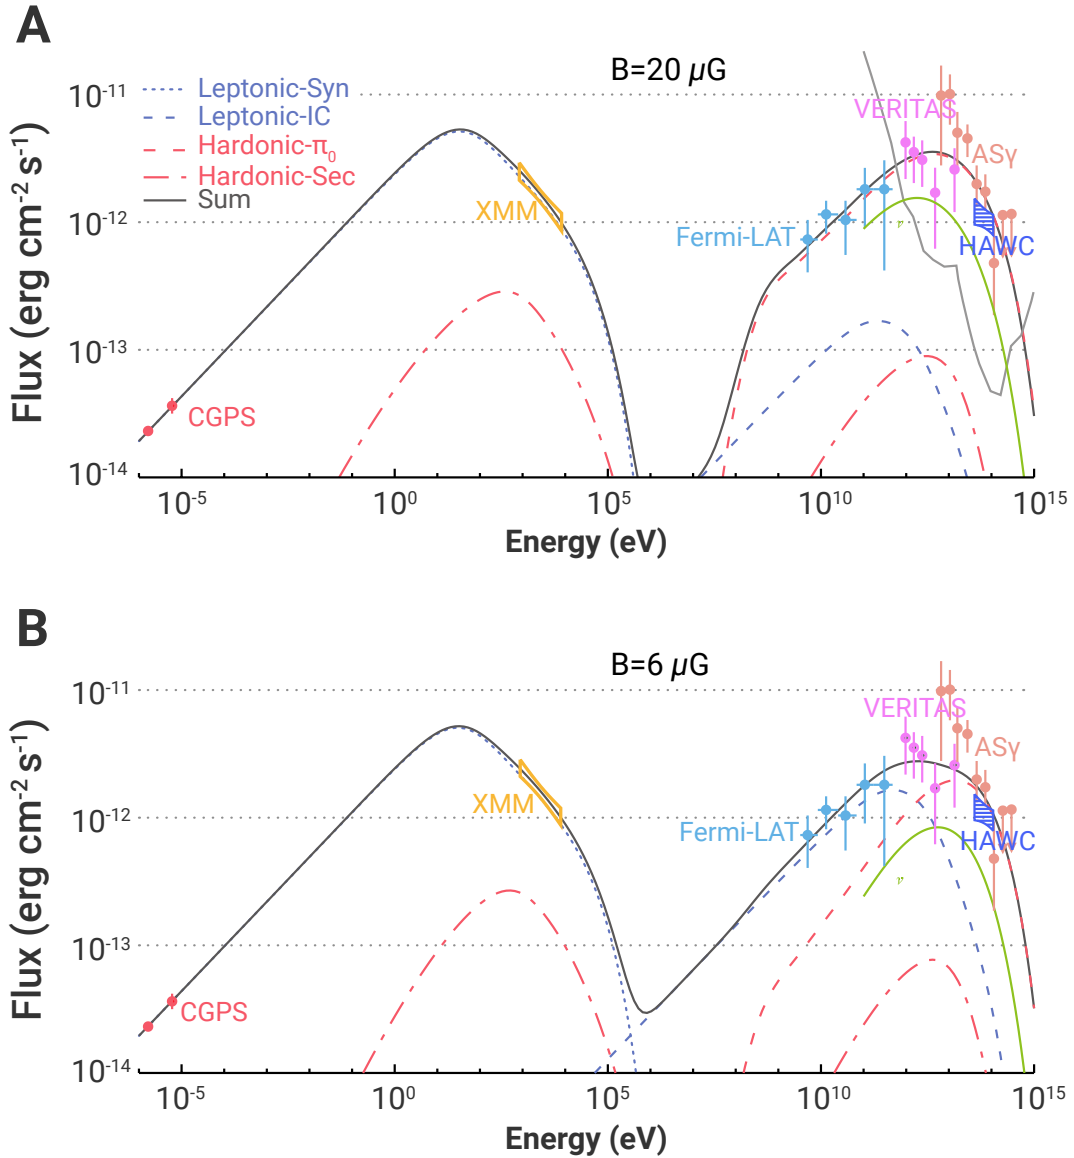 A
B=20 μG
10⁻¹¹
10⁻¹²
10⁻¹³
10⁻¹⁴
Flux (erg cm⁻² s⁻¹)
Leptonic-Syn
Leptonic-IC
Hardonic-π₀
Hardonic-Sec
Sum
VERITAS
ASγ
XMM
Fermi-LAT
ν
HAWC
CGPS
10⁻⁵
10⁰
10⁵
10¹⁰
10¹⁵
Energy (eV)
B
B=6 μG
10⁻¹¹
10⁻¹²
10⁻¹³
10⁻¹⁴
Flux (erg cm⁻² s⁻¹)
VERITAS
ASγ
XMM
Fermi-LAT
HAWC
ν
CGPS
10⁻⁵
10⁰
10⁵
10¹⁰
10¹⁵
Energy (eV)